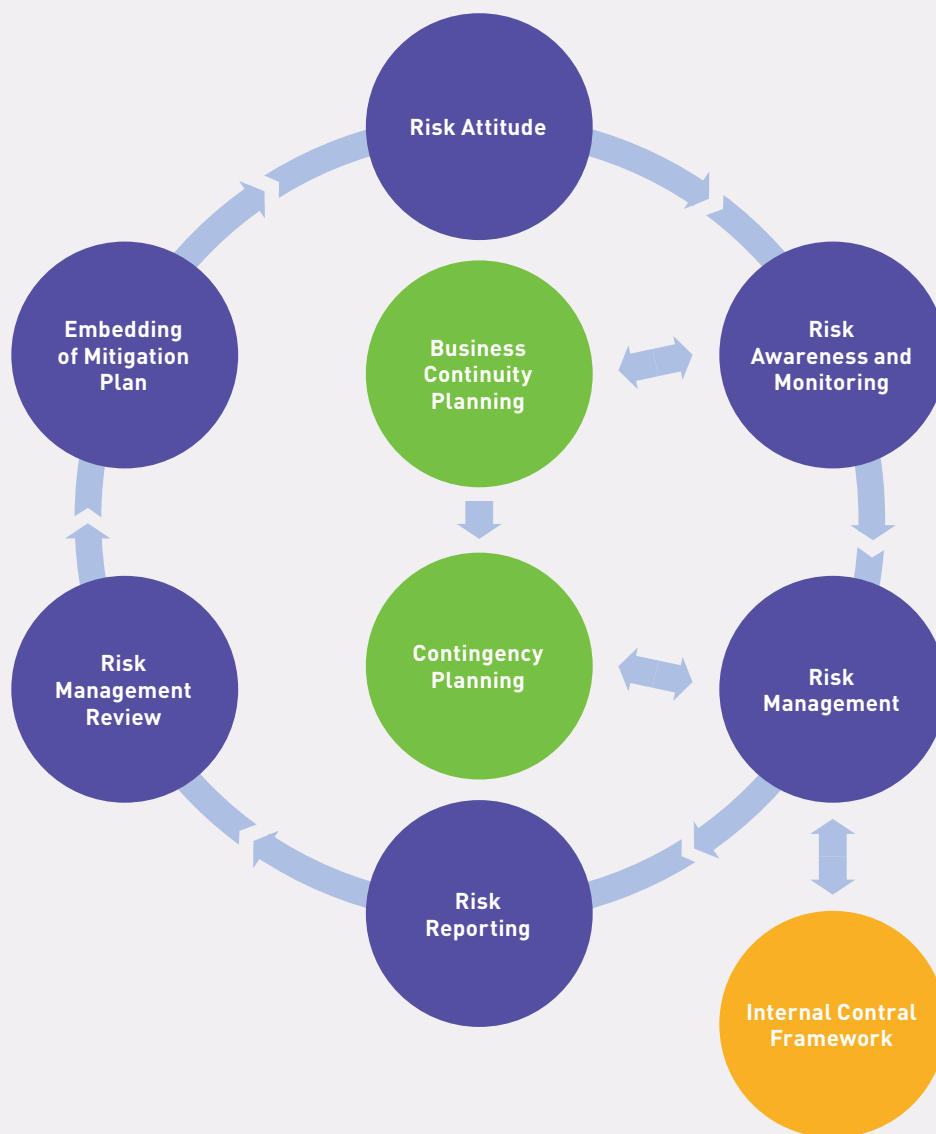 Risk Attitude
Embedding
of Mitigation
Plan
Business
Continuity
Planning
Risk
Awareness and
Monitoring
Risk
Management
Review
Contingency
Planning
Risk
Management
Risk
Reporting
Internal Contral
Framework